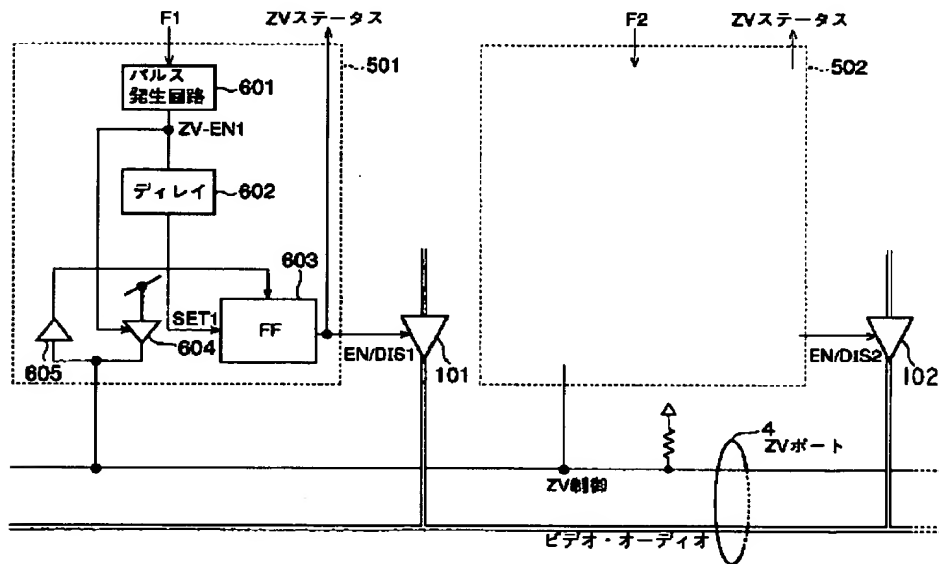 F1
ZVステータス
F2
ZVステータス
501
502
パルス
発生回路
601
ZV-EN1
ディレイ
602
603
SET1
FF
604
605
EN/DIS1
101
EN/DIS2
102
4
ZVポート
ZV制御
ビデオ・オーディオ